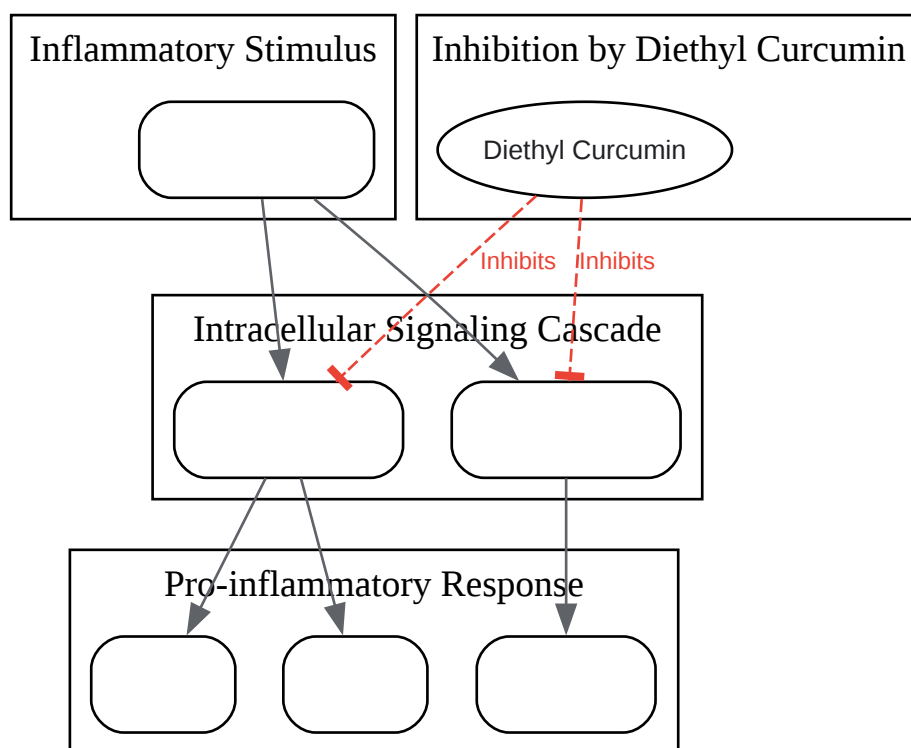 Inflammatory Stimulus
Inhibition by Diethyl Curcumin
Diethyl Curcumin
Inhibits
Inhibits
Intracellular Signaling Cascade
Pro-inflammatory Response